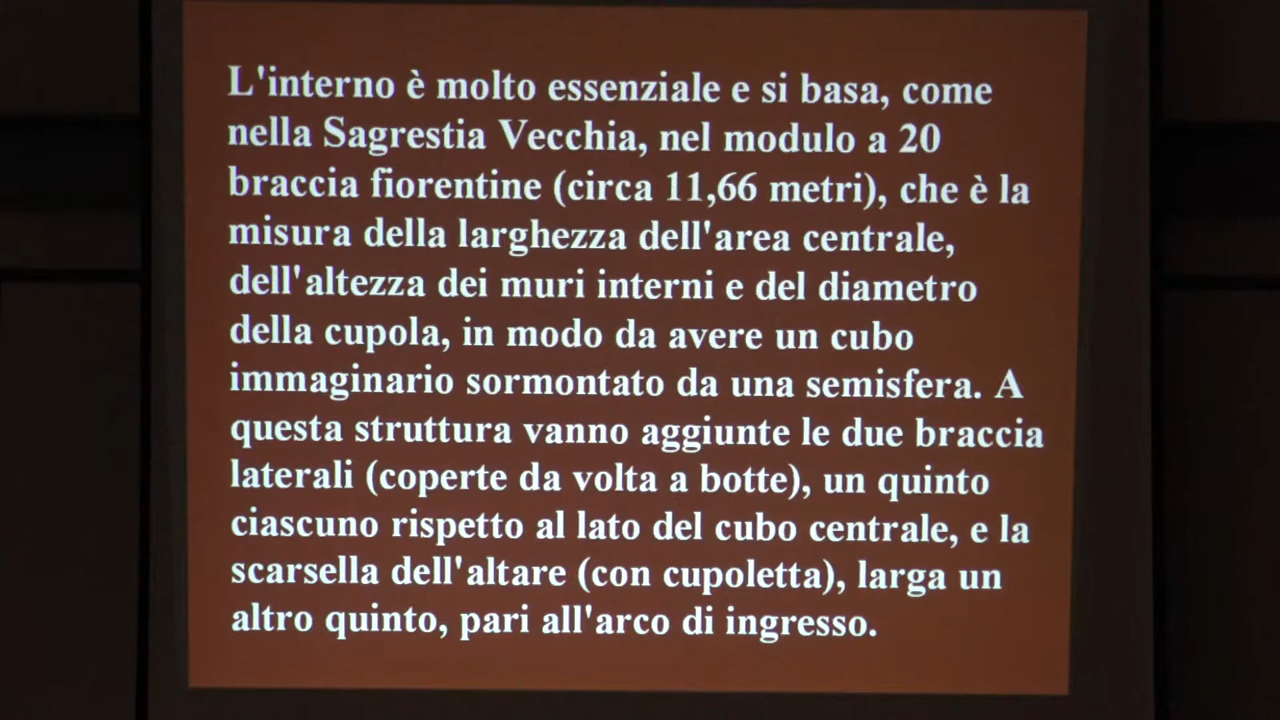 L'interno è molto essenziale e si basa, come
nella Sagrestia Vecchia, nel modulo a 20
braccia fiorentine (circa 11,66 metri), che è la
misura della larghezza dell'area centrale,
dell'altezza dei muri interni e del diametro
della cupola, in modo da avere un cubo
immaginario sormontato da una semisfera. A
questa struttura vanno aggiunte le due braccia
laterali (coperte da volta a botte), un quinto
ciascuno rispetto al lato del cubo centrale, e la
scarsella dell'altare (con cupoletta), larga un
altro quinto, pari all'arco di ingresso.